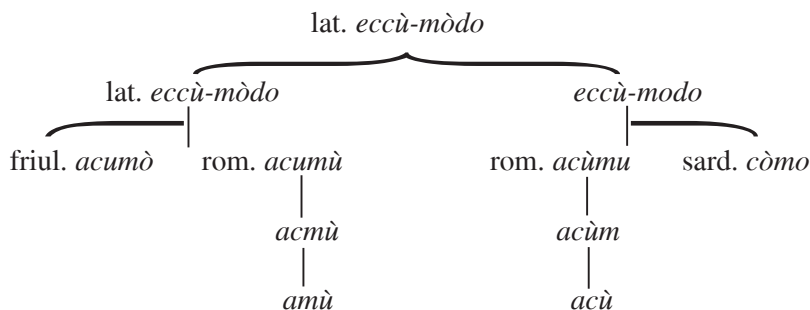 lat. eccù-mòdo
lat. eccù-mòdo eccù-modo
friul. acumò rom. acumù rom. acùmu sard. còmo
acmù acùm
amù acù